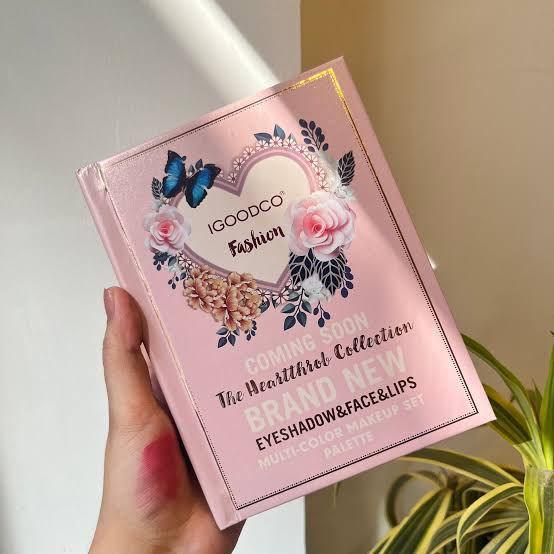 IGOODCO®
Fashion
COMING SOON
The Heartthrob Collection
BRAND NEW
EYESHADOW&FACE&LIPS
MULTI-COLOR MAKEUP SET
PALETTE